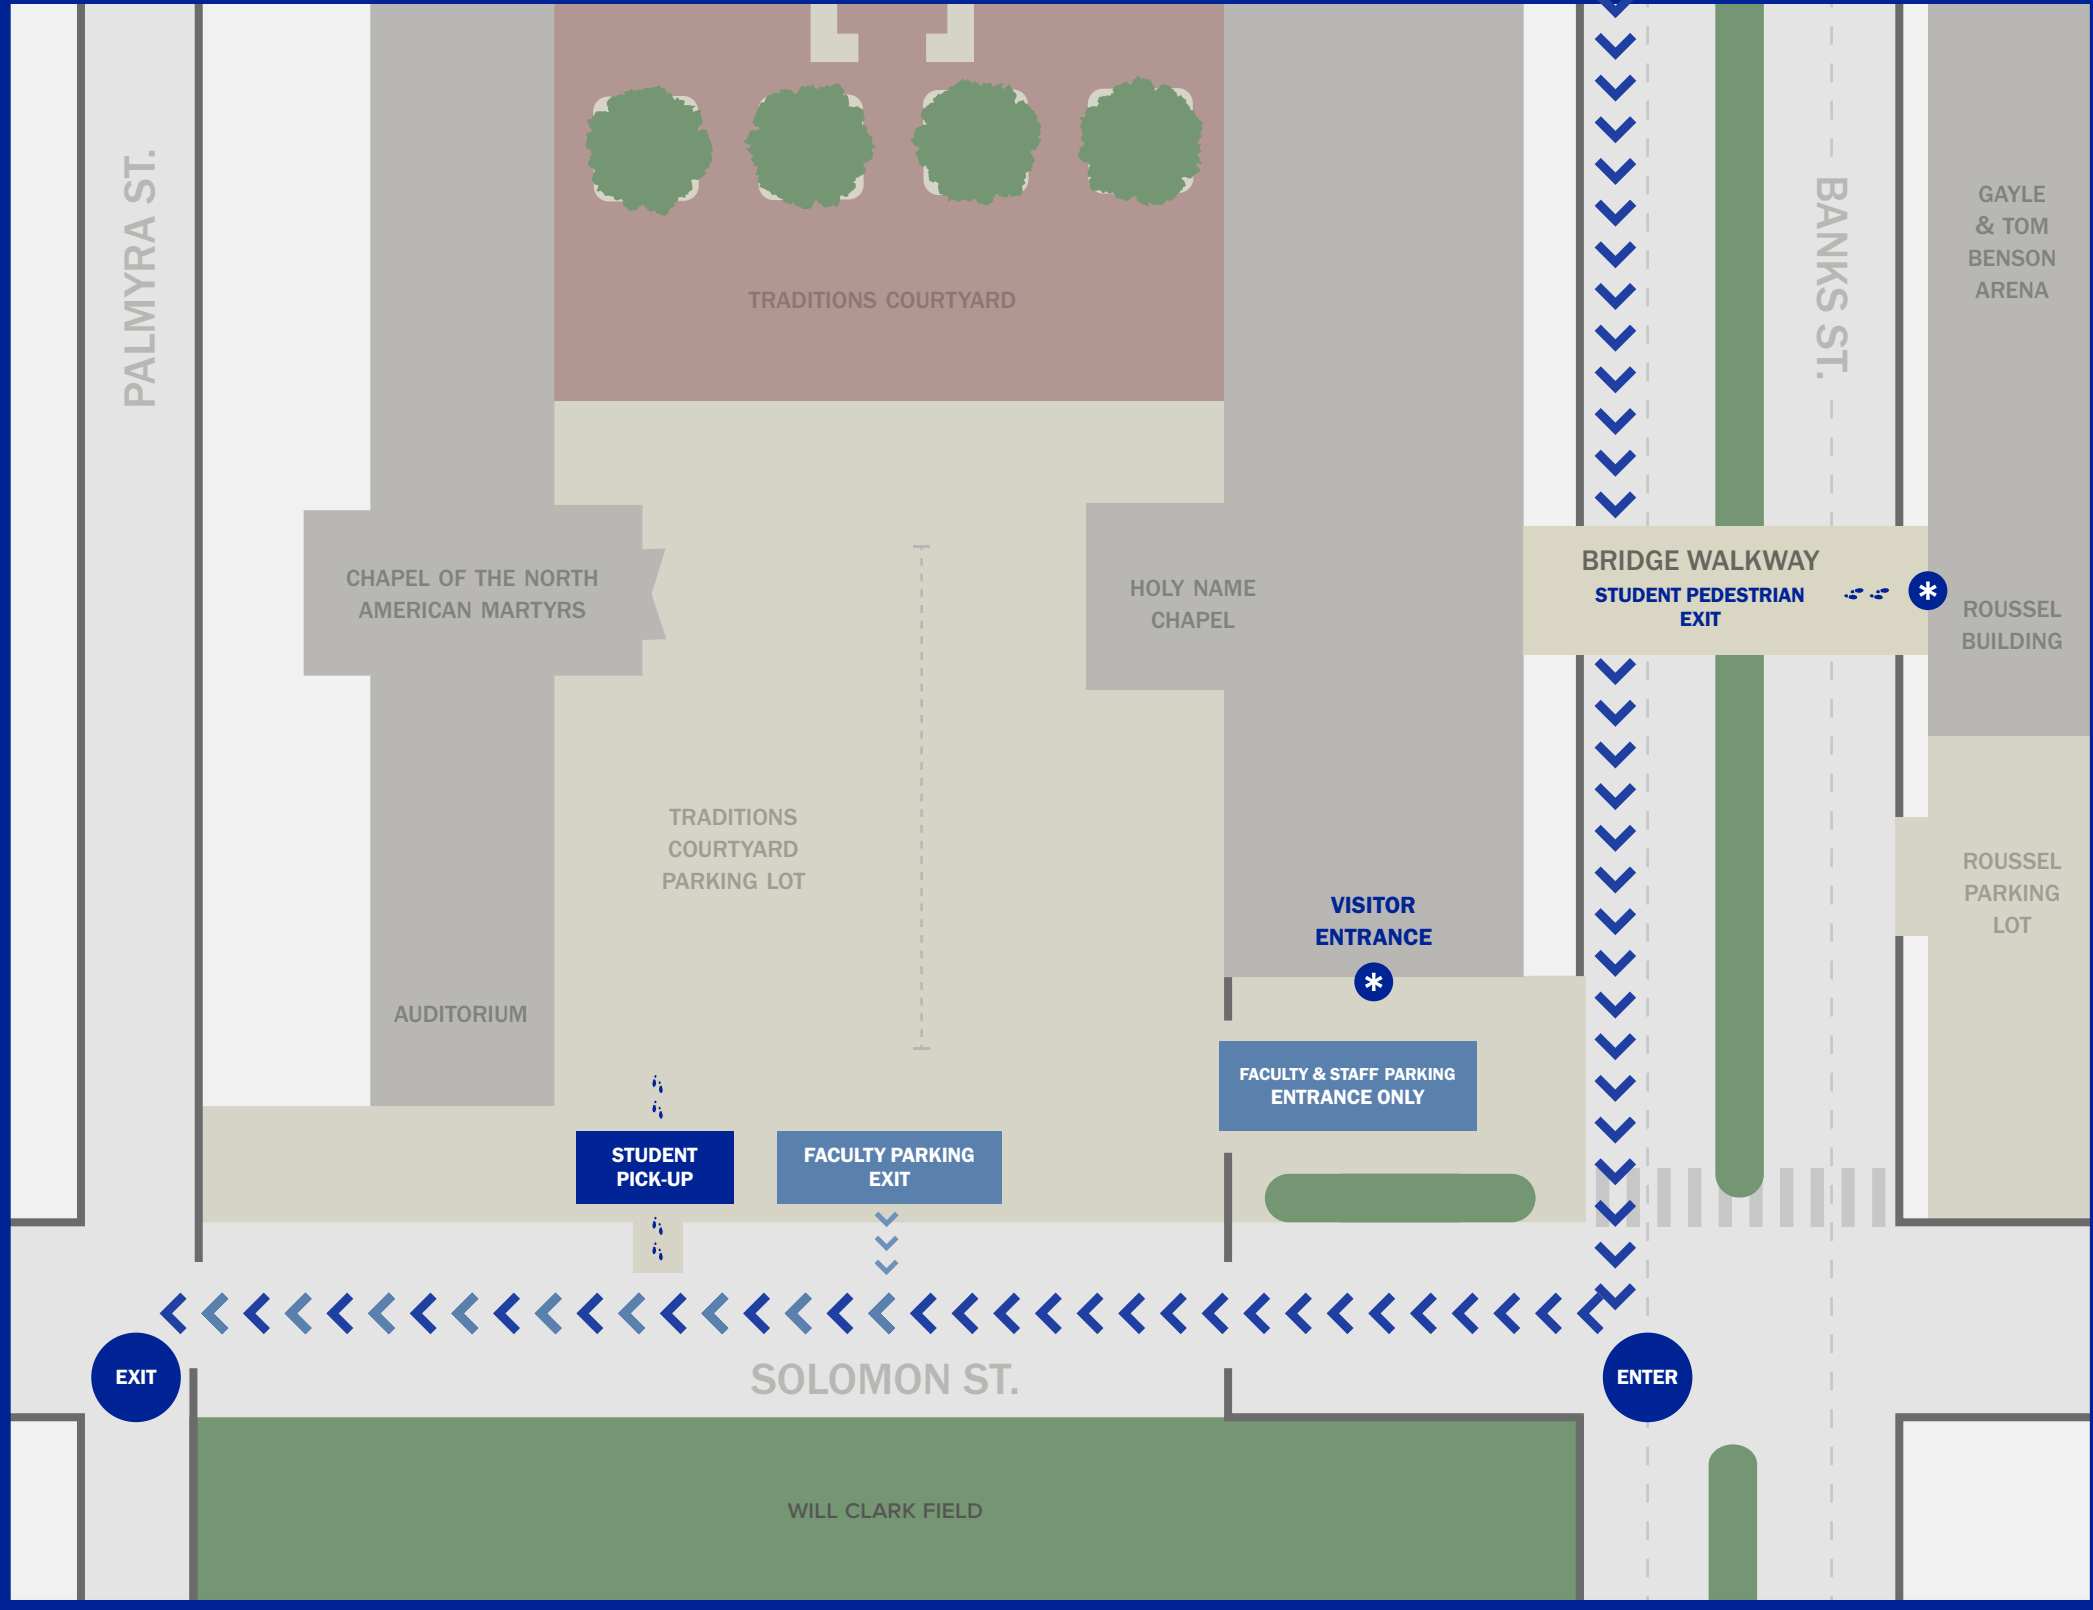 PALMYRA ST.
BANKS ST.
GAYLE
& TOM
BENSON
ARENA
TRADITIONS COURTYARD
CHAPEL OF THE NORTH
AMERICAN MARTYRS
HOLY NAME
CHAPEL
BRIDGE WALKWAY
STUDENT PEDESTRIAN
EXIT
*
ROUSSEL
BUILDING
TRADITIONS
COURTYARD
PARKING LOT
ROUSSEL
PARKING
LOT
VISITOR
ENTRANCE
*
AUDITORIUM
FACULTY & STAFF PARKING
ENTRANCE ONLY
STUDENT
PICK-UP
FACULTY PARKING
EXIT
EXIT
SOLOMON ST.
ENTER
WILL CLARK FIELD